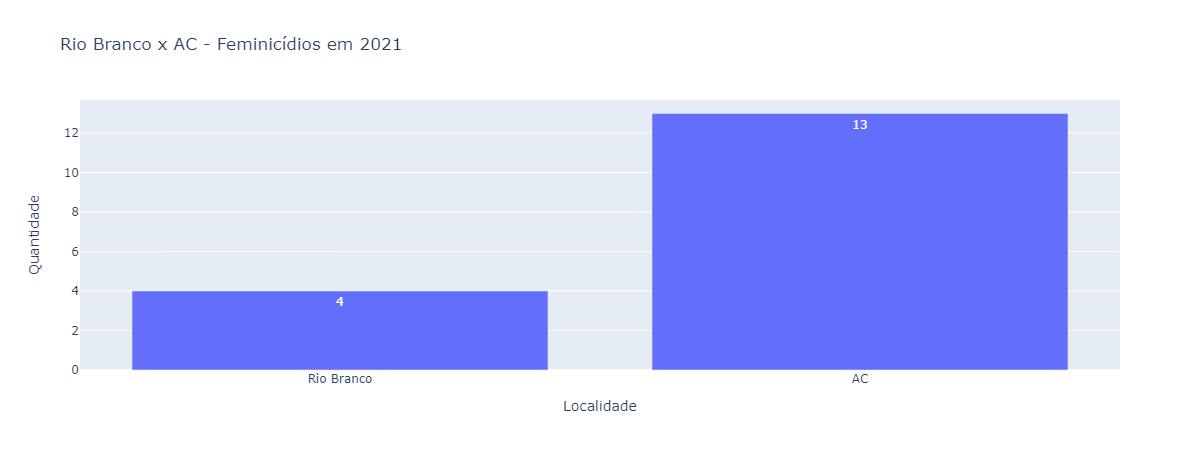 Rio Branco x AC - Feminicídios em 2021
Quantidade
12
10
8
6
4
2
0
4
13
Rio Branco
AC
Localidade